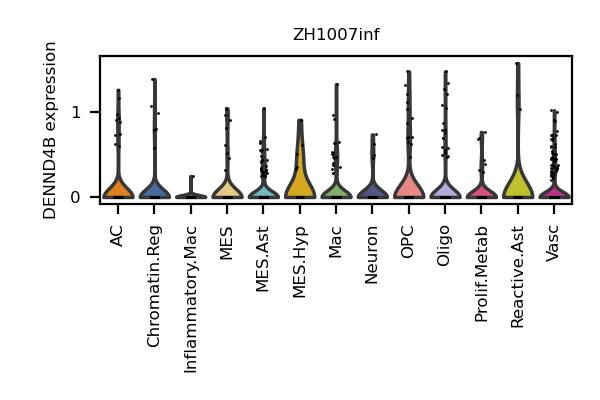 ZH1007inf
DENND4B expression
1
0
AC
Chromatin.Reg
Inflammatory.Mac
MES
MES.Ast
MES.Hyp
Mac
Neuron
OPC
Oligo
Prolif.Metab
Reactive.Ast
Vasc